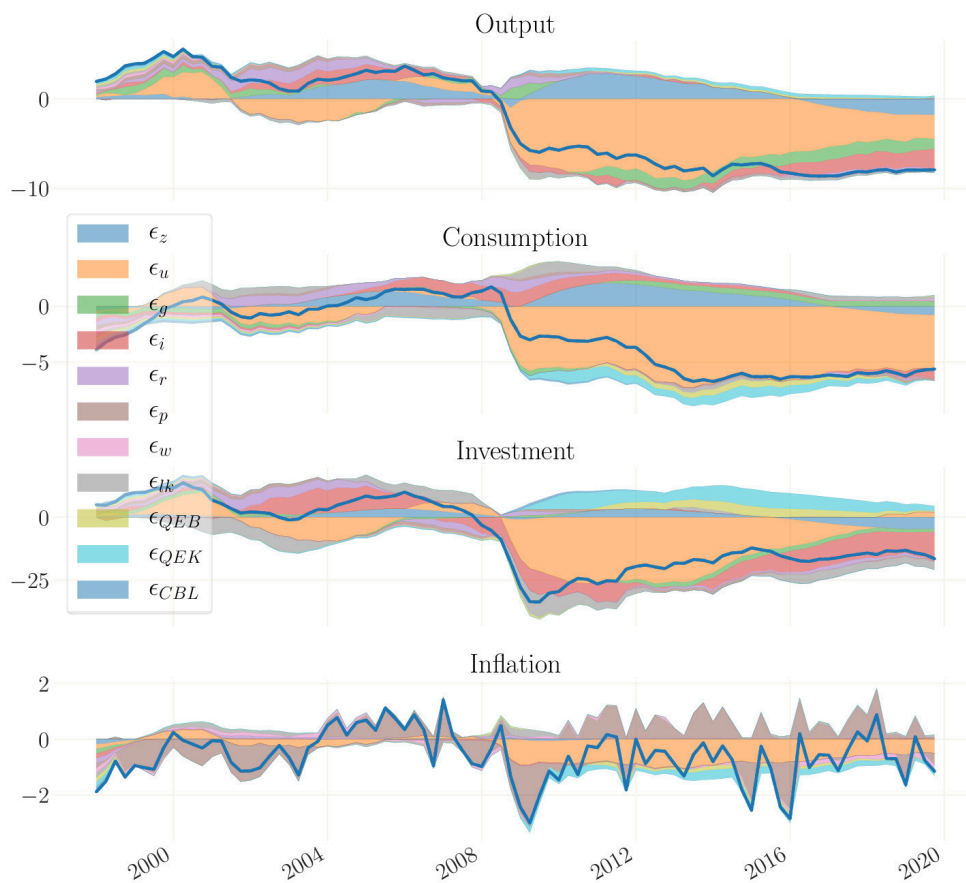 Output
0
−10
ϵ_z
ϵ_u
ϵ_g
ϵ_i
ϵ_r
ϵ_p
ϵ_w
ϵ_lk
ϵ_QEB
ϵ_QEK
ϵ_CBL
Consumption
0
−5
Investment
0
−25
Inflation
2
0
−2
2000 2004 2008 2012 2016 2020